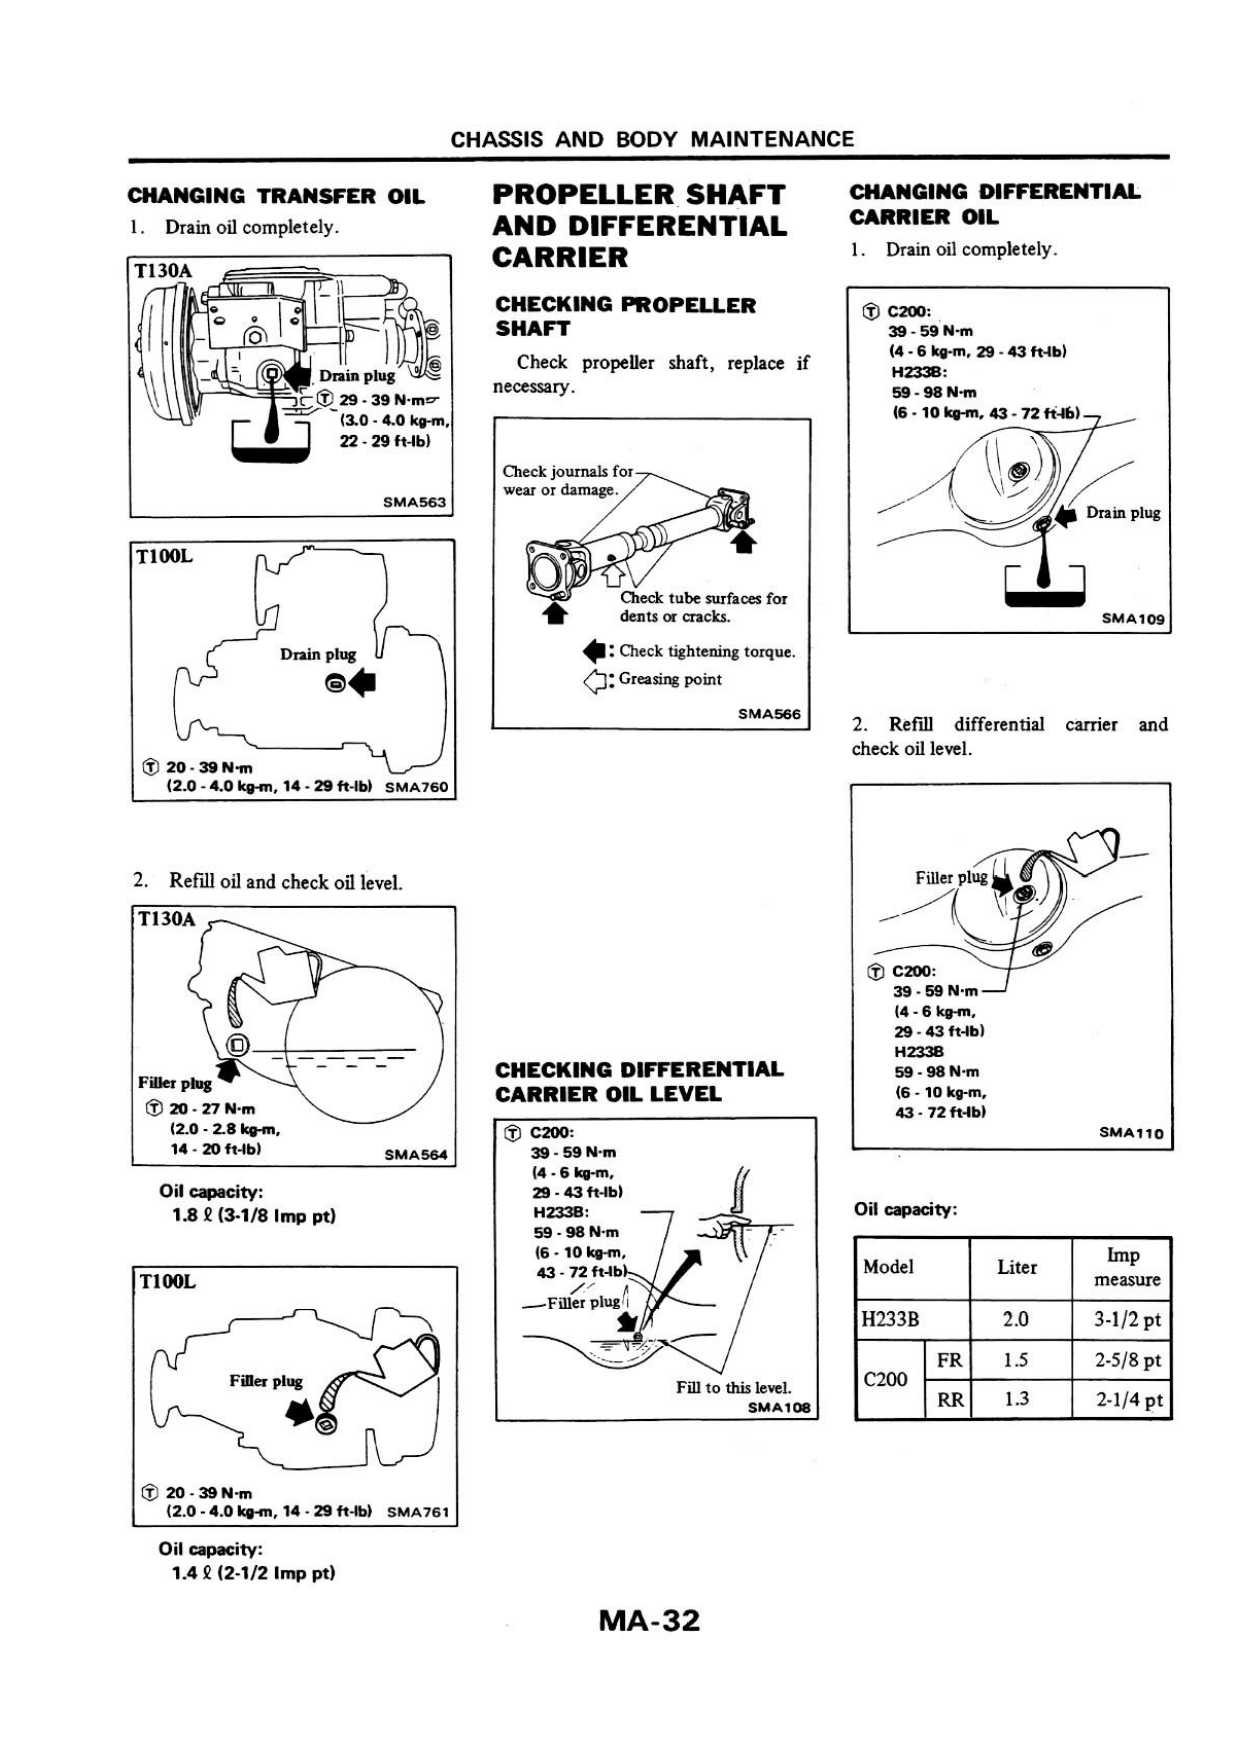 CHASSIS AND BODY MAINTENANCE
CHANGING TRANSFER OIL
1. Drain oil completely.
T130A
Drain plug
Ⓣ 29 - 39 N·m
(3.0 - 4.0 kg-m,
22 - 29 ft-lb)
SMA563
T100L
Drain plug
Ⓣ 20 - 39 N·m
(2.0 - 4.0 kg-m, 14 - 29 ft-lb) SMA760
2. Refill oil and check oil level.
T130A
Filler plug
Ⓣ 20 - 27 N·m
(2.0 - 2.8 kg-m,
14 - 20 ft-lb)
SMA564
Oil capacity:
1.8 ℓ (3-1/8 Imp pt)
T100L
Filler plug
Ⓣ 20 - 39 N·m
(2.0 - 4.0 kg-m, 14 - 29 ft-lb) SMA761
Oil capacity:
1.4 ℓ (2-1/2 Imp pt)
PROPELLER SHAFT
AND DIFFERENTIAL
CARRIER
CHECKING PROPELLER
SHAFT
Check propeller shaft, replace if
necessary.
Check journals for
wear or damage.
Check tube surfaces for
dents or cracks.
: Check tightening torque.
: Greasing point
SMA566
CHECKING DIFFERENTIAL
CARRIER OIL LEVEL
Ⓣ C200:
39 - 59 N·m
(4 - 6 kg-m,
29 - 43 ft-lb)
H233B:
59 - 98 N·m
(6 - 10 kg-m,
43 - 72 ft-lb)
Filler plug
Fill to this level.
SMA108
CHANGING DIFFERENTIAL
CARRIER OIL
1. Drain oil completely.
Ⓣ C200:
39 - 59 N·m
(4 - 6 kg-m, 29 - 43 ft-lb)
H233B:
59 - 98 N·m
(6 - 10 kg-m, 43 - 72 ft-lb)
Drain plug
SMA109
2. Refill differential carrier and
check oil level.
Filler plug
Ⓣ C200:
39 - 59 N·m
(4 - 6 kg-m,
29 - 43 ft-lb)
H233B
59 - 98 N·m
(6 - 10 kg-m,
43 - 72 ft-lb)
SMA110
Oil capacity:
Model Liter Imp measure
H233B 2.0 3-1/2 pt
C200 FR 1.5 2-5/8 pt
RR 1.3 2-1/4 pt
MA-32